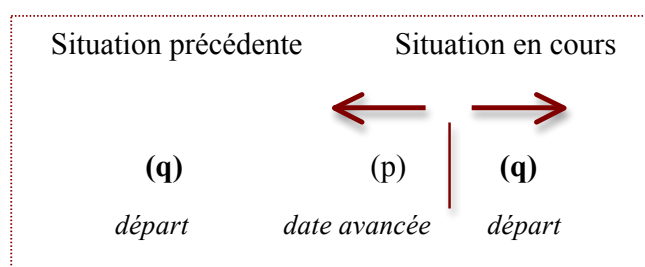 Situation précédente Situation en cours
(q) (p) (q)
départ date avancée départ